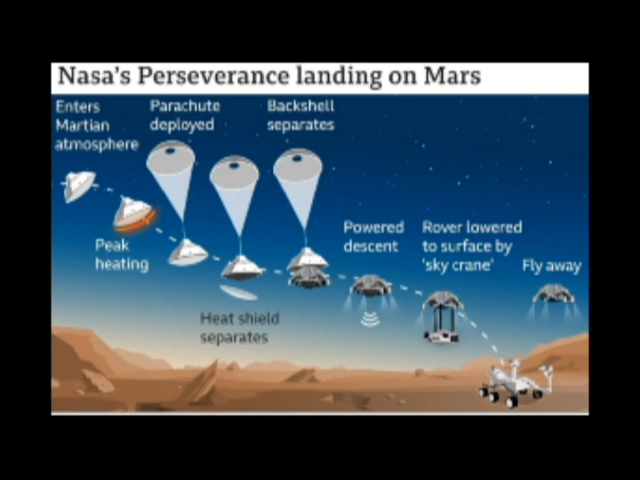 Nasa's Perseverance landing on Mars
Enters
Martian
atmosphere
Parachute
deployed
Backshell
separates
Peak
heating
Heat shield
separates
Powered
descent
Rover lowered
to surface by
'sky crane'
Fly away